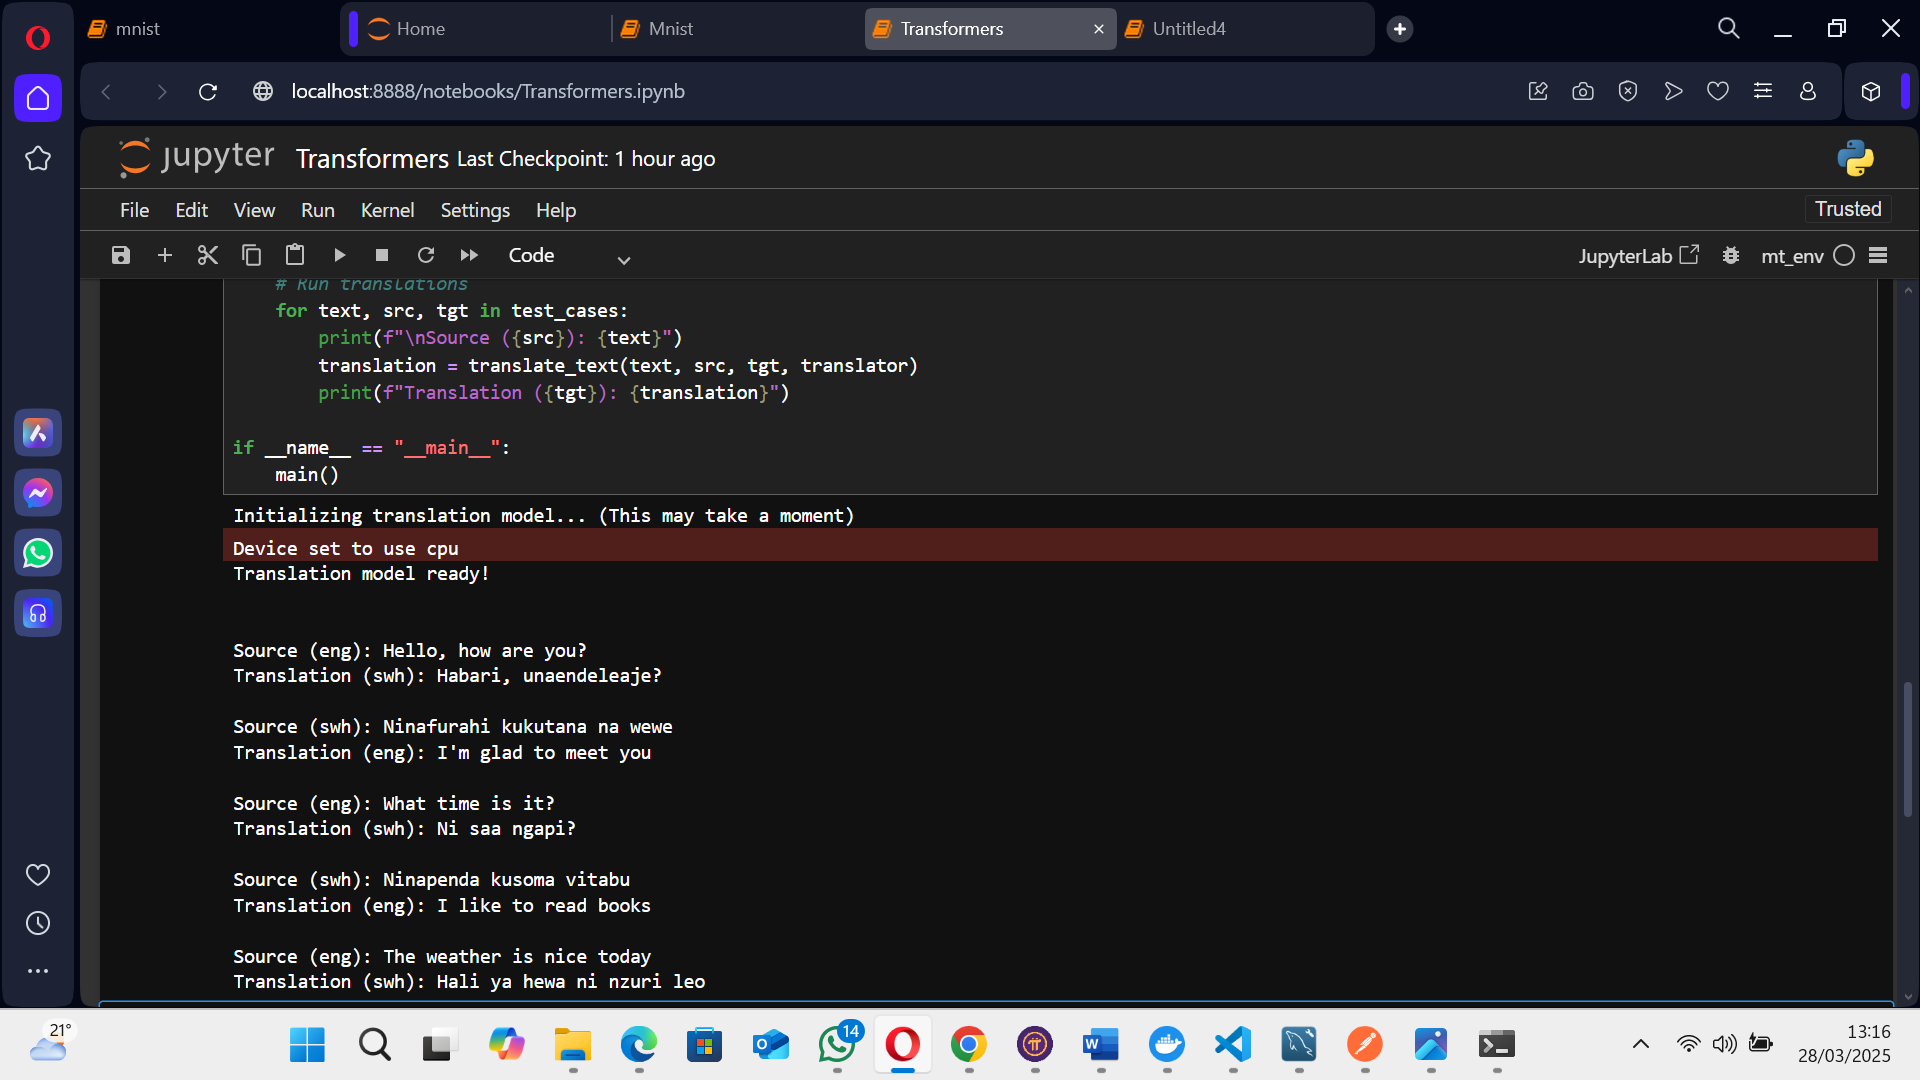 mnist
Home
Mnist
Transformers
Untitled4
localhost:8888/notebooks/Transformers.ipynb
jupyter Transformers Last Checkpoint: 1 hour ago
File Edit View Run Kernel Settings Help
Trusted
Code
JupyterLab
mt_env
# Run translations
for text, src, tgt in test_cases:
print(f"\nSource ({src}): {text}")
translation = translate_text(text, src, tgt, translator)
print(f"Translation ({tgt}): {translation}")
if __name__ == "__main__":
main()
Initializing translation model... (This may take a moment)
Device set to use cpu
Translation model ready!
Source (eng): Hello, how are you?
Translation (swh): Habari, unaendeleaje?
Source (swh): Ninafurahi kukutana na wewe
Translation (eng): I'm glad to meet you
Source (eng): What time is it?
Translation (swh): Ni saa ngapi?
Source (swh): Ninapenda kusoma vitabu
Translation (eng): I like to read books
Source (eng): The weather is nice today
Translation (swh): Hali ya hewa ni nzuri leo
21°
14
13:16
28/03/2025